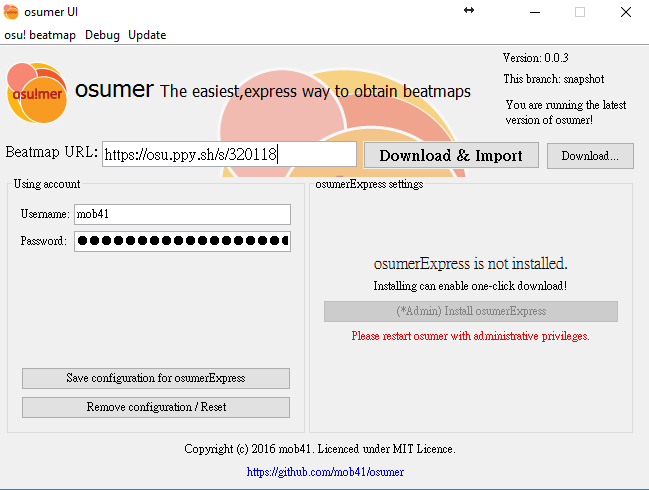 osumer UI
osu! beatmap Debug Update
osu!mer
osumer The easiest,express way to obtain beatmaps
Version: 0.0.3
This branch: snapshot
You are running the latest
version of osumer!
Beatmap URL: https://osu.ppy.sh/s/320118 Download & Import Download...
Using account
Username: mob41
Password: ●●●●●●●●●●●●●●●●●
Save configuration for osumerExpress
Remove configuration / Reset
osumerExpress settings
osumerExpress is not installed.
Installing can enable one-click download!
(*Admin) Install osumerExpress
Please restart osumer with administrative privileges.
Copyright (c) 2016 mob41. Licenced under MIT Licence.
https://github.com/mob41/osumer